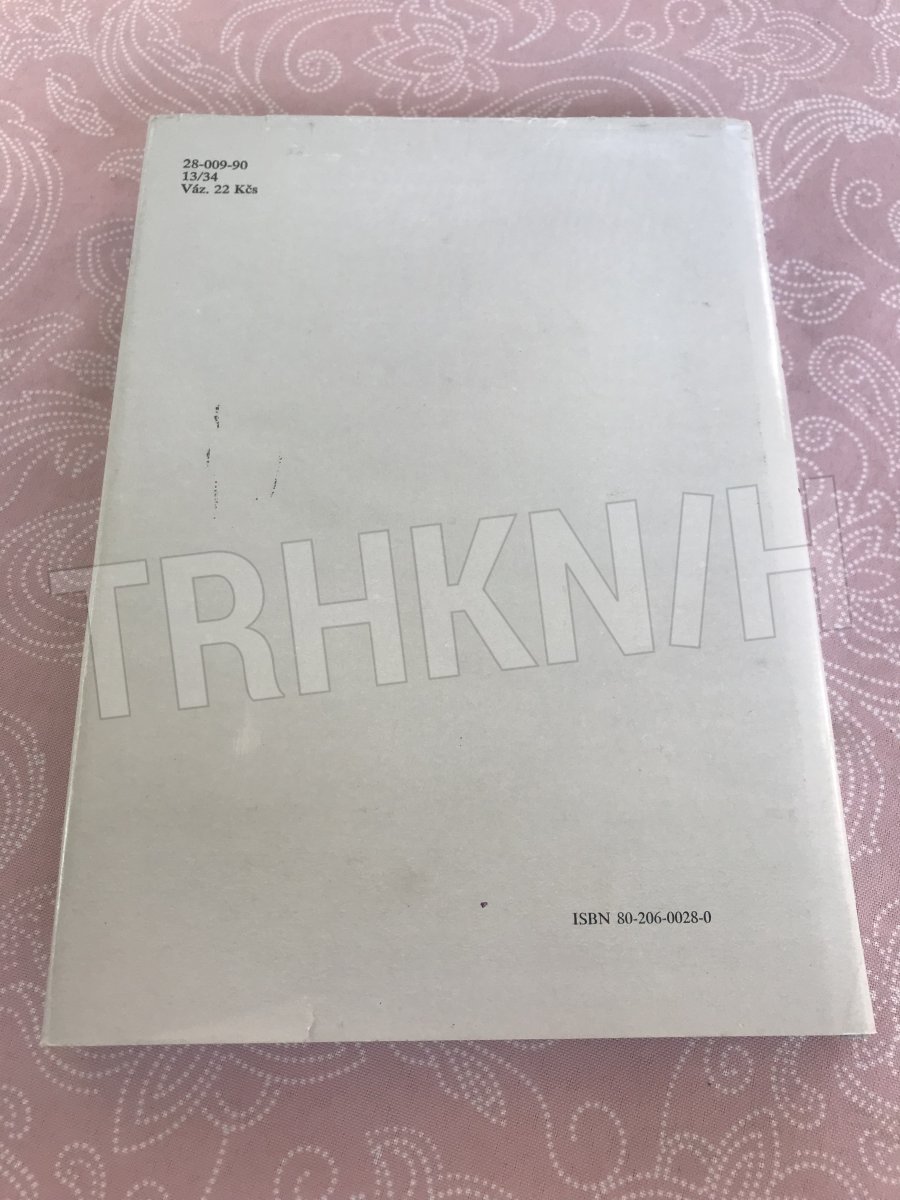 28-009-90
13/34
Váz. 22 Kčs
TRHKNIH
ISBN 80-206-0028-0